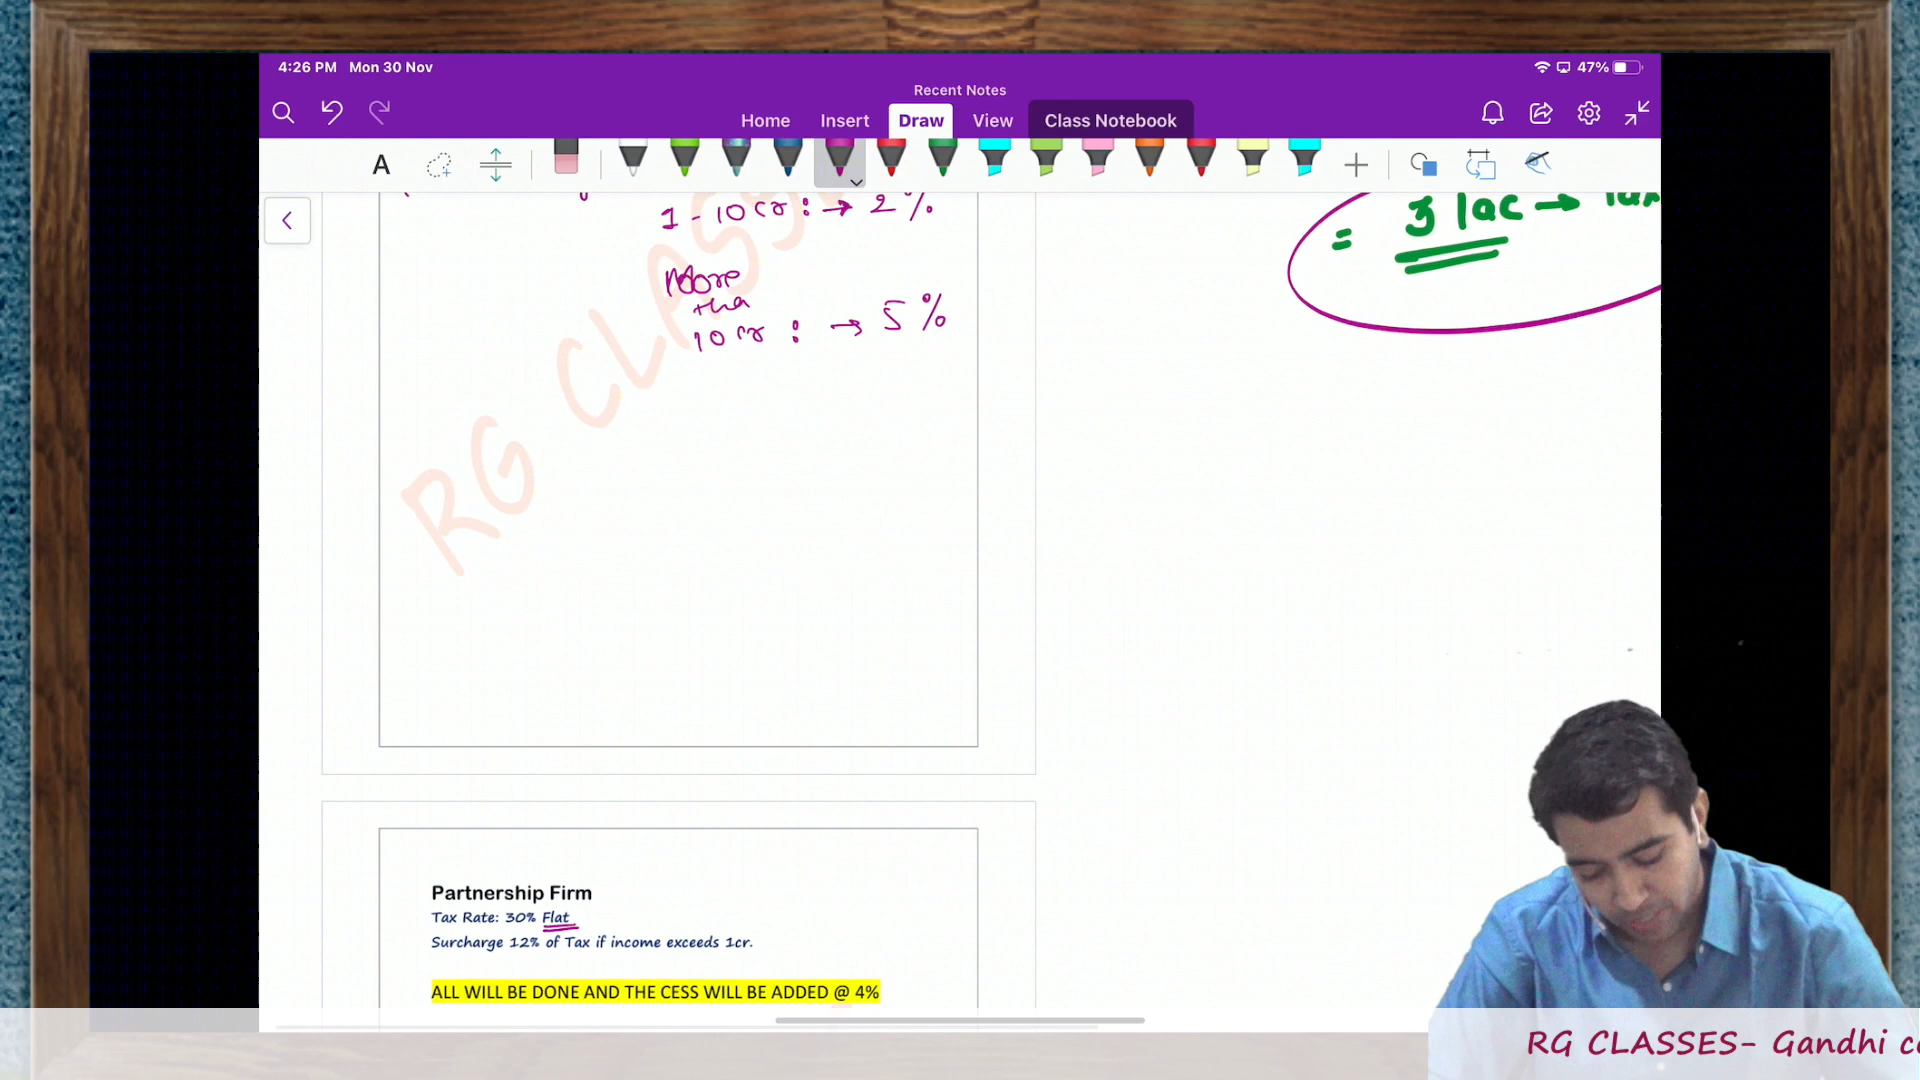 4:26 PM Mon 30 Nov
47%
Recent Notes
Home Insert Draw View Class Notebook
A
1 - 10 cr : → 2 %
= 3 lac →
More
tha
10 cr : → 5 %
RG CLASS
Partnership Firm
Tax Rate: 30% Flat
Surcharge 12% of Tax if income exceeds 1cr.
ALL WILL BE DONE AND THE CESS WILL BE ADDED @ 4%
RG CLASSES- Gandhi